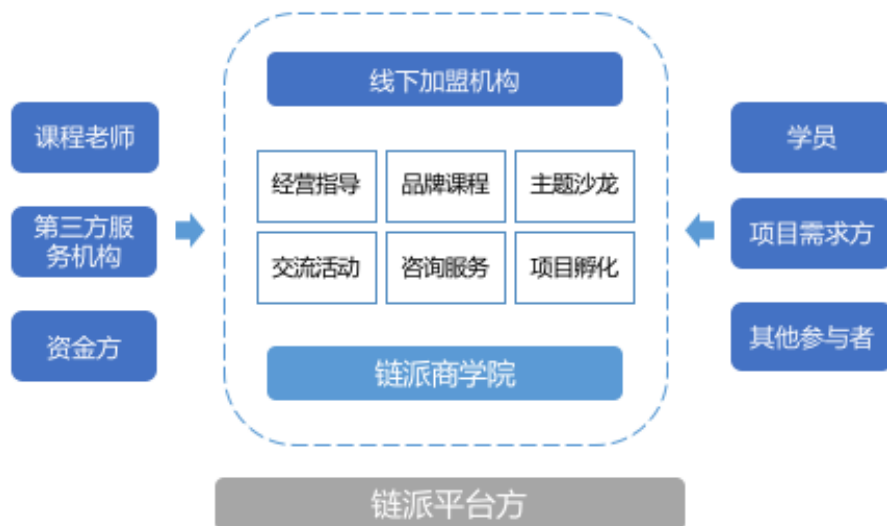 线下加盟机构
课程老师
学员
经营指导 品牌课程 主题沙龙
第三方服
务机构
项目需求方
交流活动 咨询服务 项目孵化
资金方
其他参与者
链派商学院
链派平台方